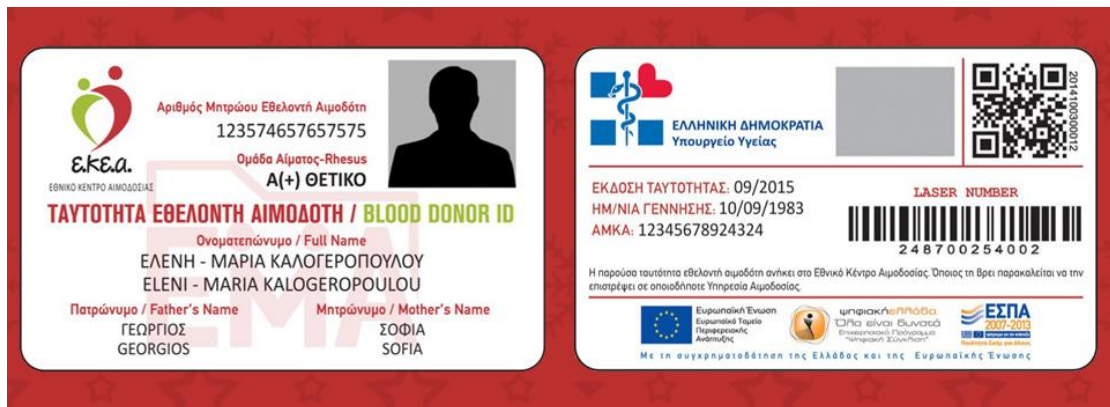 Αριθμός Μητρώου Εθελοντή Αιμοδότη
123574657657575
Ομάδα Αίματος-Rhesus
Α(+) ΘΕΤΙΚΟ
ε.κε.α.
ΕΘΝΙΚΟ ΚΕΝΤΡΟ ΑΙΜΟΔΟΣΙΑΣ
ΤΑΥΤΟΤΗΤΑ ΕΘΕΛΟΝΤΗ ΑΙΜΟΔΟΤΗ / BLOOD DONOR ID
Ονοματεπώνυμο / Full Name
ΕΛΕΝΗ - ΜΑΡΙΑ ΚΑΛΟΓΕΡΟΠΟΥΛΟΥ
ELENI - MARIA KALOGEROPOULOU
Πατρώνυμο / Father's Name Μητρώνυμο / Mother's Name
ΓΕΩΡΓΙΟΣ ΣΟΦΙΑ
GEORGIOS SOFIA
ΕΜΑ
ΕΛΛΗΝΙΚΗ ΔΗΜΟΚΡΑΤΙΑ
Υπουργείο Υγείας
20141003000012
ΕΚΔΟΣΗ ΤΑΥΤΟΤΗΤΑΣ: 09/2015
ΗΜ/ΝΙΑ ΓΕΝΝΗΣΗΣ: 10/09/1983
ΑΜΚΑ: 12345678924324
LASER NUMBER
248700254002
Η παρούσα ταυτότητα εθελοντή αιμοδότη ανήκει στο Εθνικό Κέντρο Αιμοδοσίας. Όποιος τη βρει παρακαλείται να την
επιστρέψει σε οποιοδήποτε Υπηρεσία Αιμοδοσίας.
Ευρωπαϊκή Ένωση
Ευρωπαϊκό Ταμείο
Περιφερειακής
Ανάπτυξης
ψηφιακήελλάδα
Όλα είναι δυνατά
Επιχειρησιακό Πρόγραμμα
"Ψηφιακή Σύγκλιση"
ΕΣΠΑ
2007-2013
Με τη συγχρηματοδότηση της Ελλάδας και της Ευρωπαϊκής Ένωσης